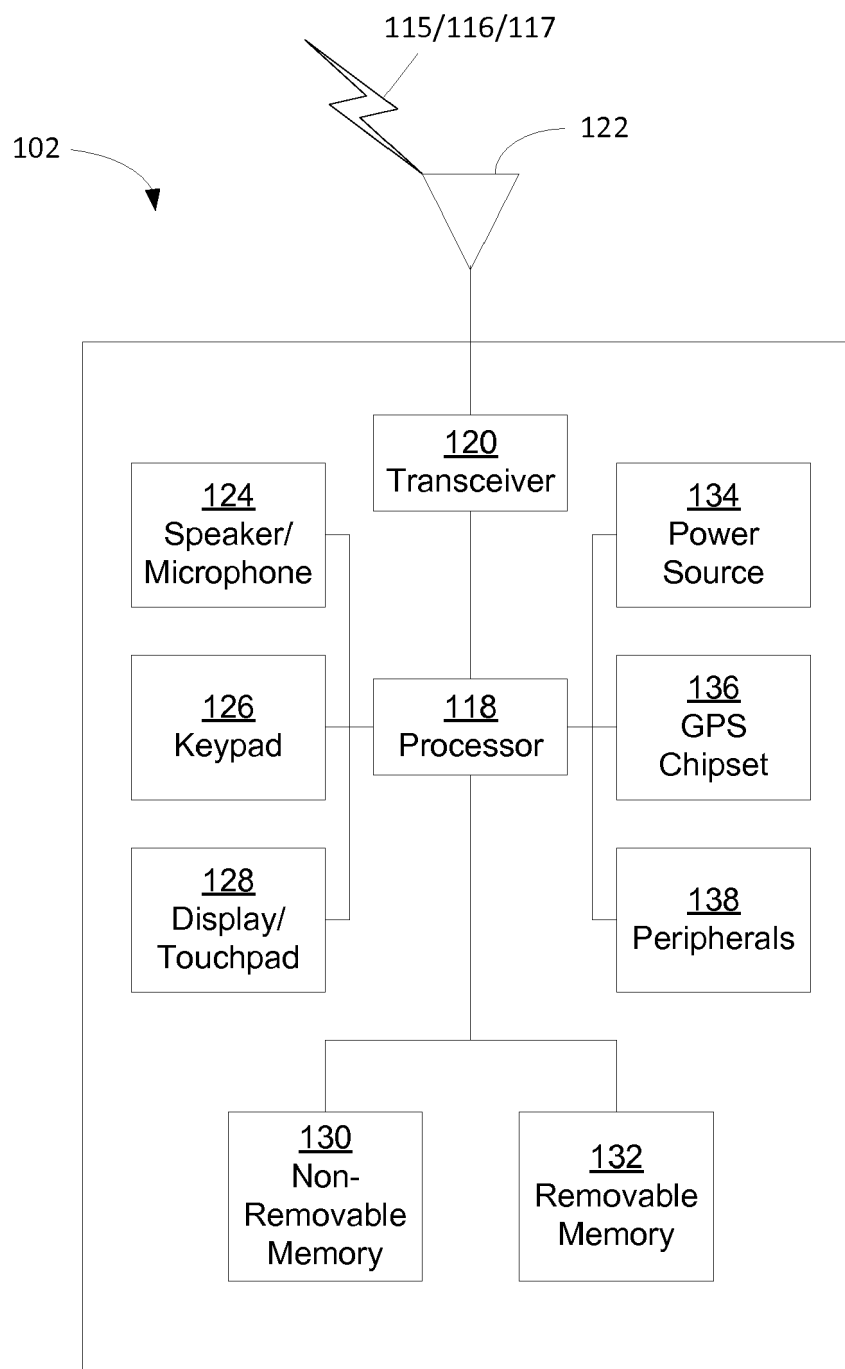 115/116/117
122
102
120
Transceiver
124
Speaker/
Microphone
134
Power
Source
126
Keypad
118
Processor
136
GPS
Chipset
128
Display/
Touchpad
138
Peripherals
130
Non-
Removable
Memory
132
Removable
Memory